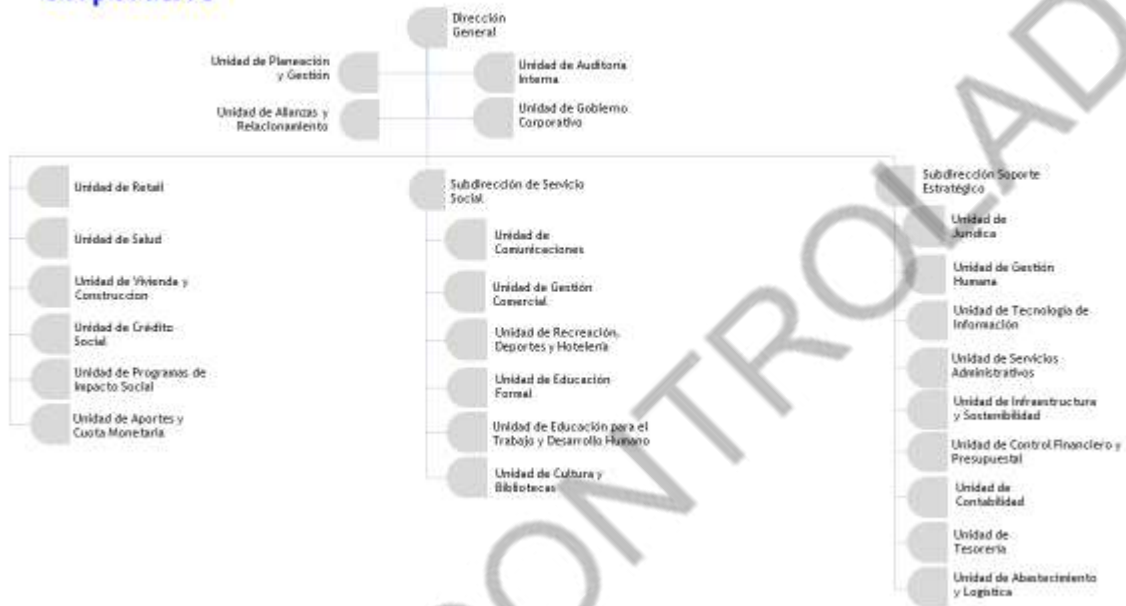 Dirección
General
Unidad de Planeación
y Gestión
Unidad de Auditoria
Interna
Unidad de Alianzas y
Relacionamiento
Unidad de Gobierno
Corporativo
Unidad de Retail
Unidad de Salud
Unidad de Vivienda y
Construccion
Unidad de Crédito
Social
Unidad de Programas de
Impacto Social
Unidad de Aportes y
Cuota Monetaria
Subdirección de Servicio
Social
Unidad de
Comunicaciones
Unidad de Gestión
Comercial
Unidad de Recreación,
Deportes y Hotelería
Unidad de Educación
Formal
Unidad de Educación para el
Trabajo y Desarrollo Humano
Unidad de Cultura y
Bibliotecas
Subdirección Soporte
Estratégico
Unidad de
Jurídica
Unidad de Gestión
Humana
Unidad de Tecnología de
Información
Unidad de Servicios
Administrativos
Unidad de Infraestructura
y Sostenibilidad
Unidad de Control Financiero y
Presupuestal
Unidad de
Contabilidad
Unidad de
Tesorería
Unidad de Abastecimiento
y Logística
ONTROLAD